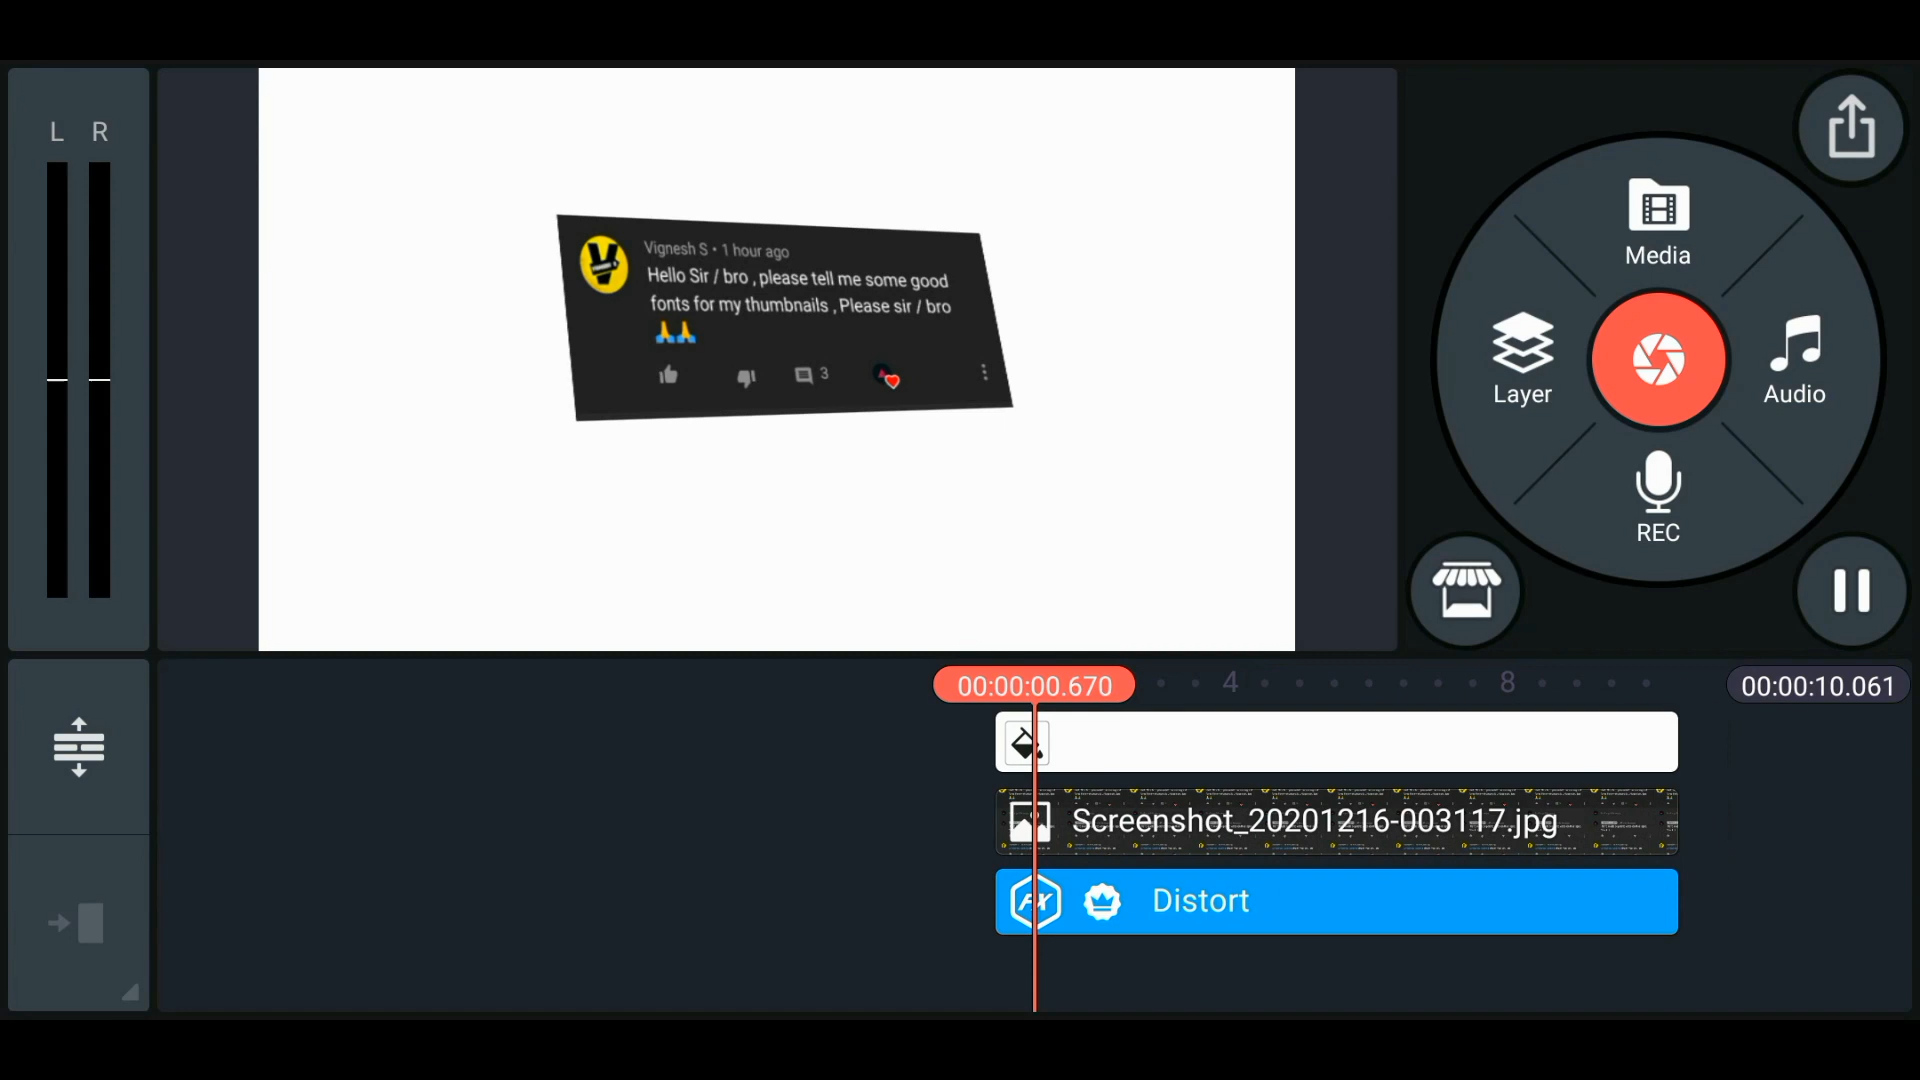 L R
Vignesh S • 1 hour ago
Hello Sir / bro , please tell me some good
fonts for my thumbnails , Please sir / bro
🙏🙏
3
Media
Layer
Audio
REC
00:00:00.670
4
8
00:00:10.061
Screenshot_20201216-003117.jpg
FX
Distort